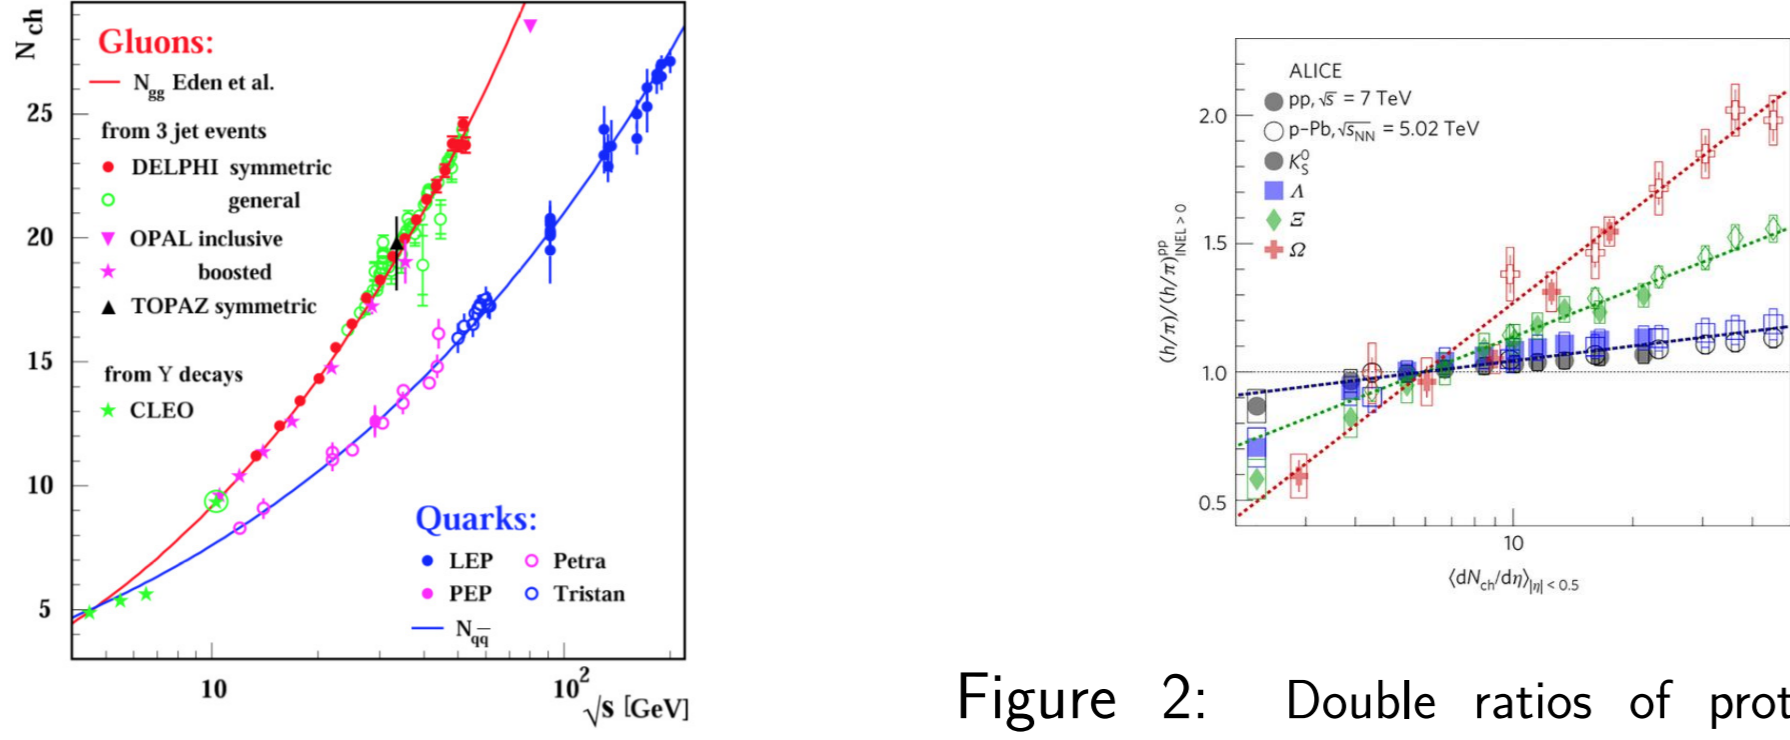 N ch
Gluons:
N gg Eden et al.
from 3 jet events
DELPHI symmetric
general
OPAL inclusive
boosted
TOPAZ symmetric
from Υ decays
CLEO
Quarks:
LEP
Petra
PEP
Tristan
N qq̅
25
20
15
10
5
10
10²
√s [GeV]
ALICE
pp, √s = 7 TeV
p–Pb, √sNN = 5.02 TeV
K⁰S
Λ
Ξ
Ω
(h/π)/(h/π)ppINEL > 0
2.0
1.5
1.0
0.5
10
⟨dNch/dη⟩|η| < 0.5
Figure 2: Double ratios of prot